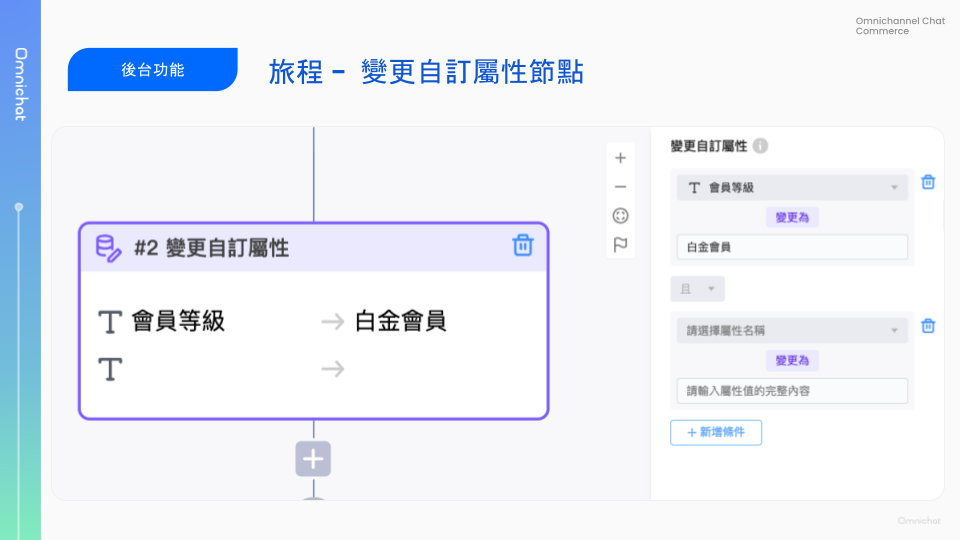 Omnichannel Chat
Commerce
Omnichat
後台功能
旅程 - 變更自訂屬性節點
#2 變更自訂屬性
會員等級 → 白金會員
→
變更自訂屬性
會員等級
變更為
白金會員
且
請選擇屬性名稱
變更為
請輸入屬性值的完整內容
+ 新增條件
Omnichat